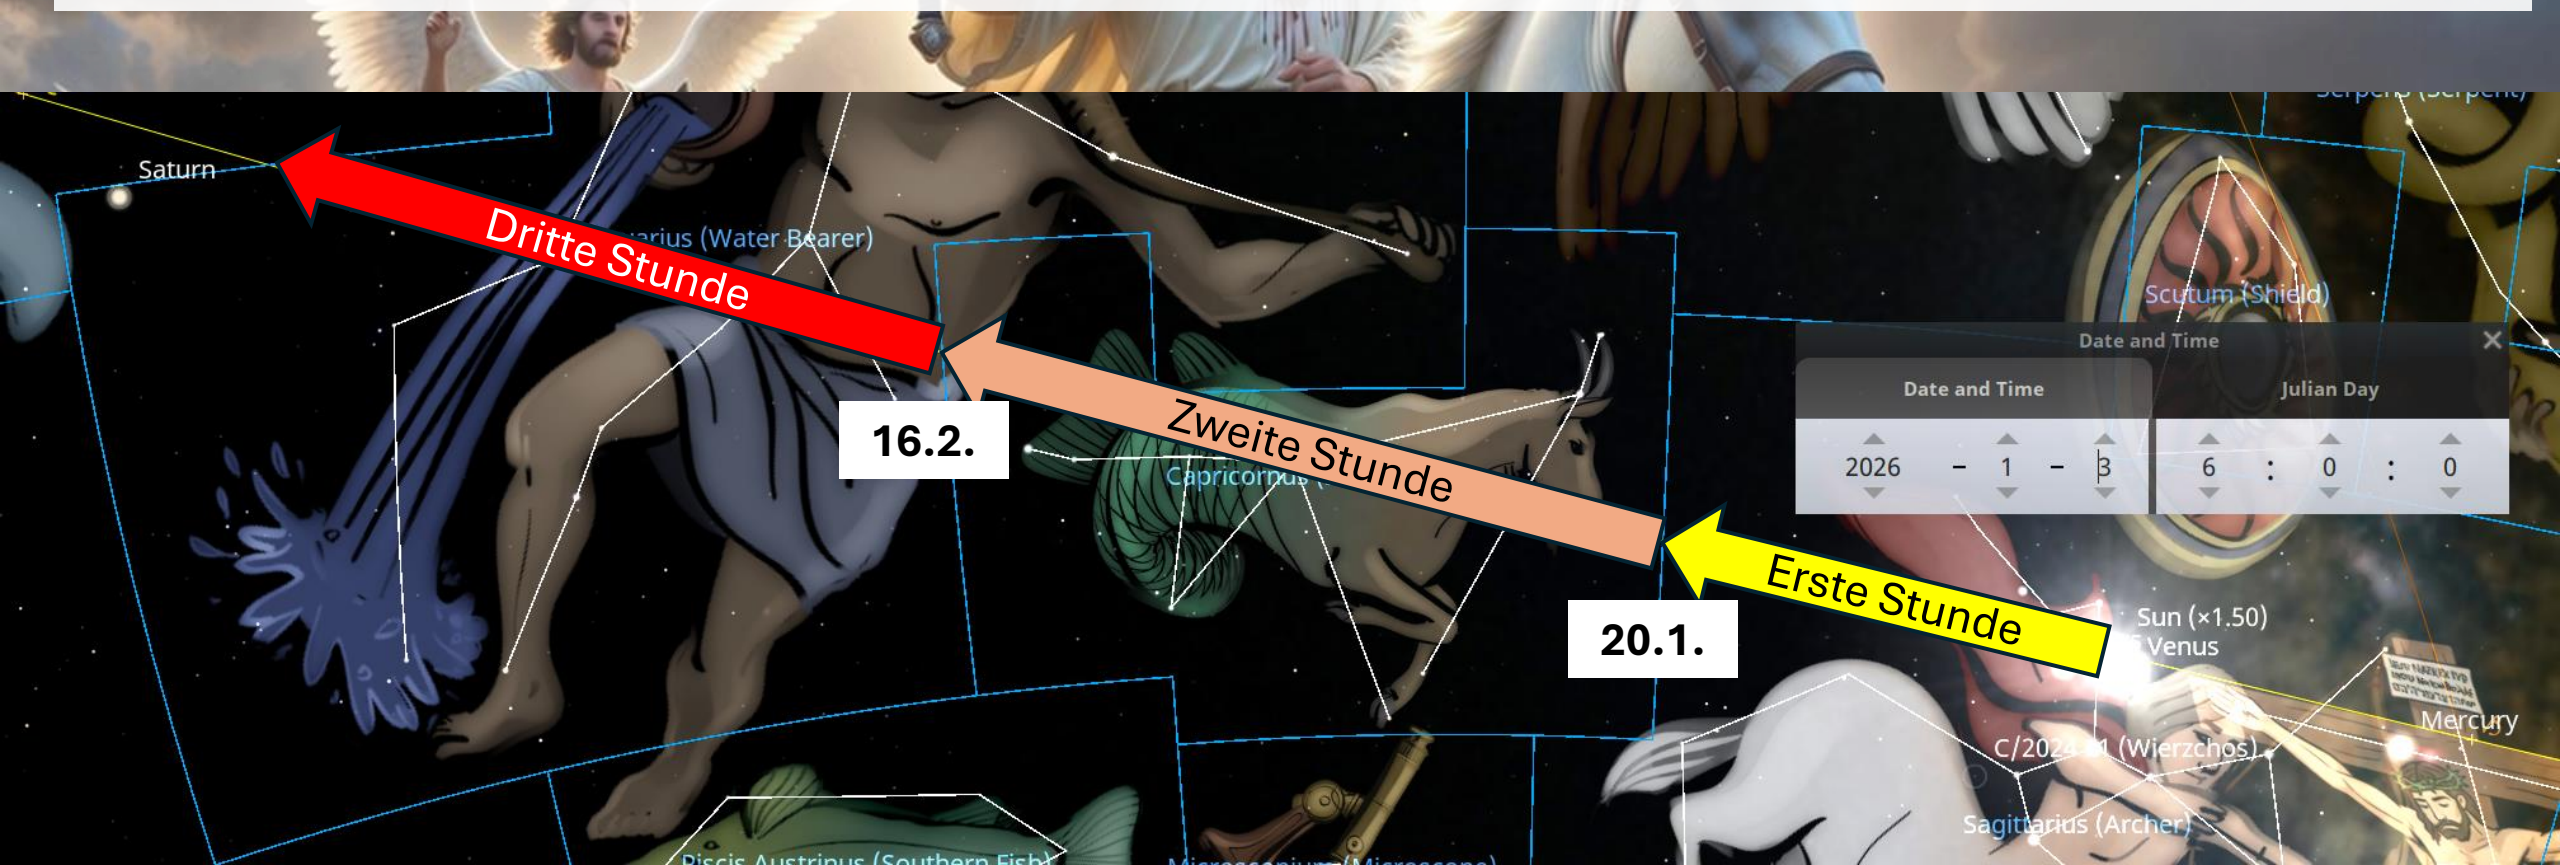 Serpens (Serpent)
Saturn
Dritte Stunde
arius (Water Bearer)
Scutum (Shield)
Date and Time
Date and Time
Julian Day
16.2.
Zweite Stunde
Capricornus (
2026 - 1 - 3
6 : 0 : 0
Erste Stunde
20.1.
Sun (×1.50)
Venus
Mercury
(Wierzchos)
Sagittarius (Archer)
Piscis Austrinus (Southern Fish)
Microscopium (Microscope)